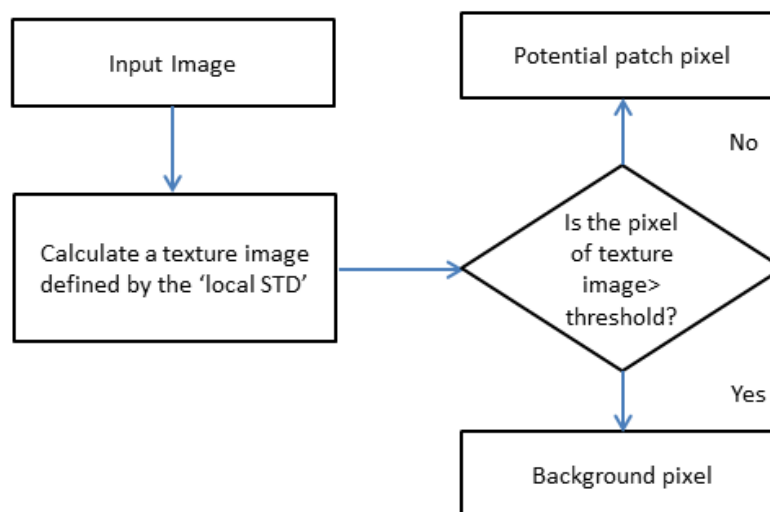 Input Image
Calculate a texture image
defined by the ‘local STD’
Is the pixel
of texture
image>
threshold?
No
Potential patch pixel
Yes
Background pixel